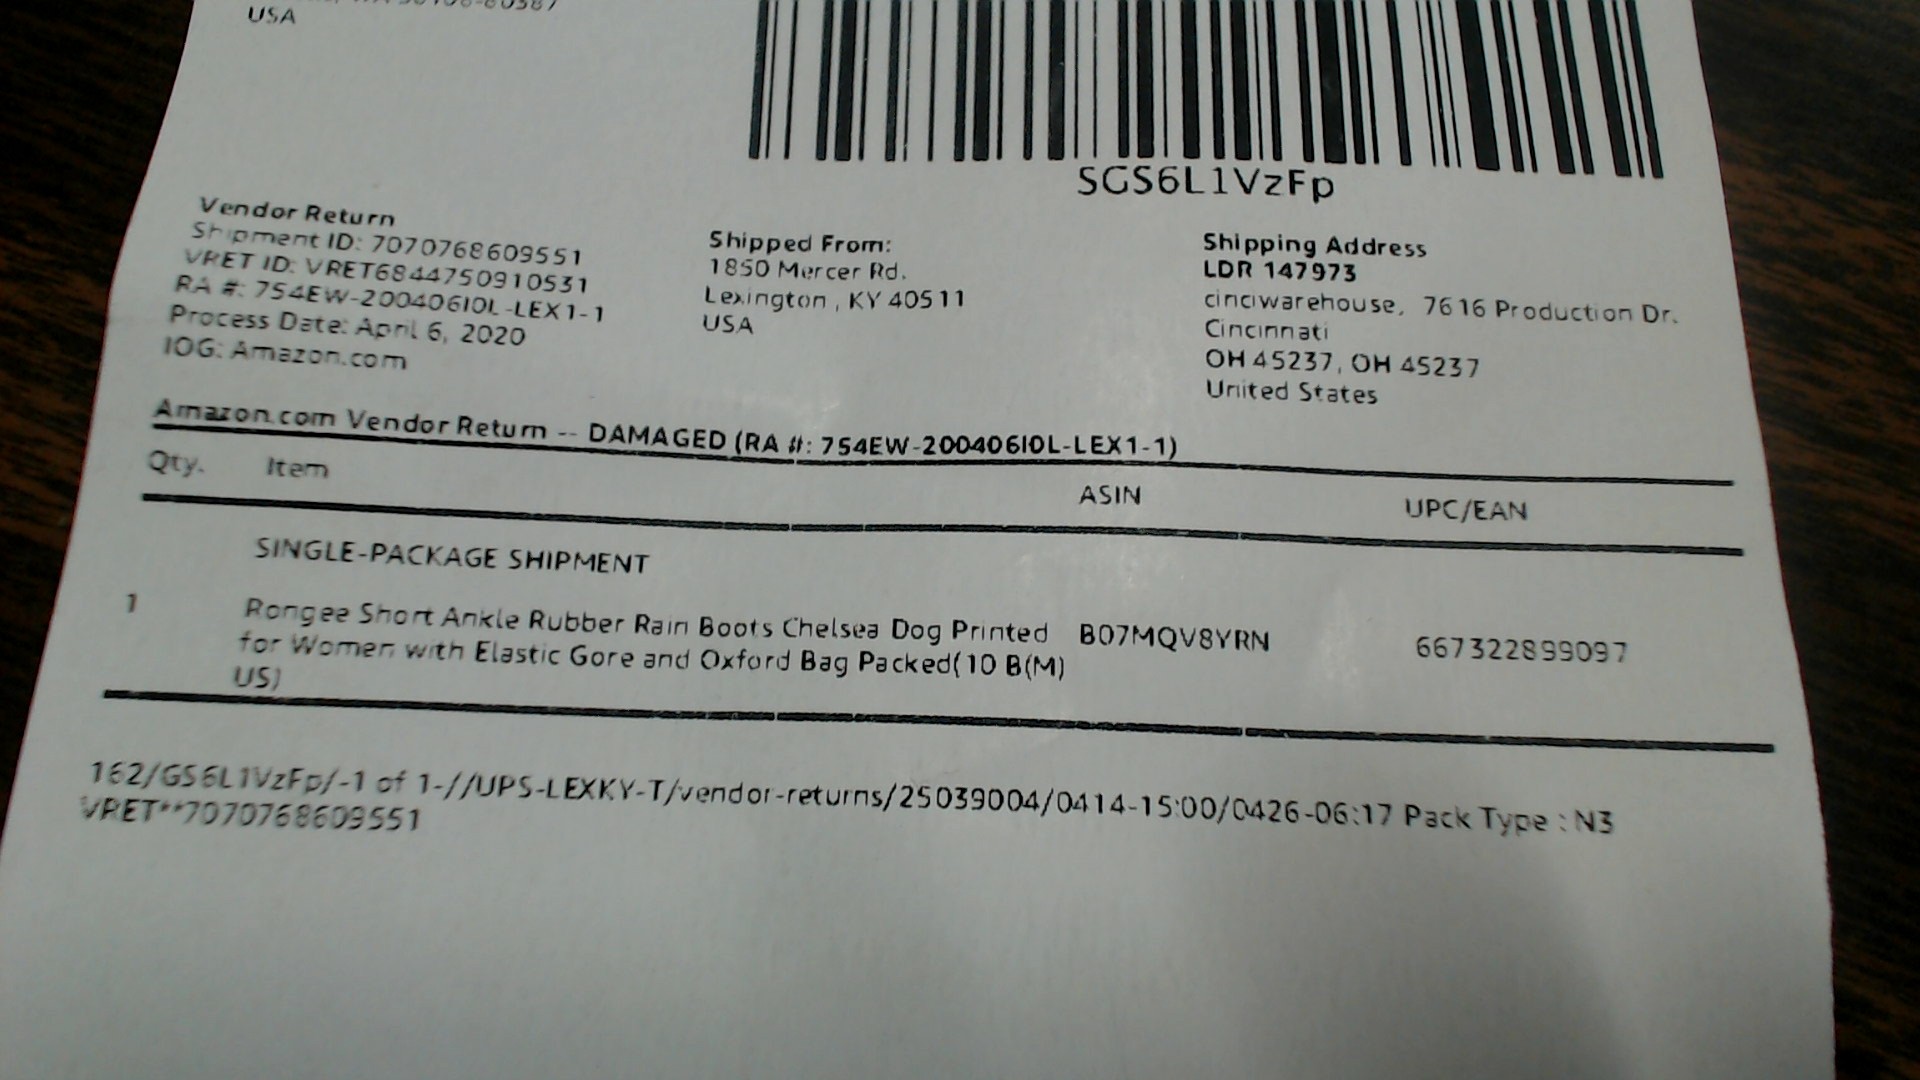 USA
SGS6L1VzFp
Vendor Return
Shipment ID: 7070768609551
VRET ID: VRET6844750910531
RA #: 754EW-200406IOL-LEX1-1
Process Date: April 6, 2020
IOG: Amazon.com
Shipped From:
1850 Mercer Rd.
Lexington , KY 40511
USA
Shipping Address
LDR 147973
cinciwarehouse, 7616 Production Dr.
Cincinnati
OH 45237, OH 45237
United States
Amazon.com Vendor Return -- DAMAGED (RA #: 754EW-200406IOL-LEX1-1)
Qty. Item ASIN UPC/EAN
SINGLE-PACKAGE SHIPMENT
1 Rongee Short Ankle Rubber Rain Boots Chelsea Dog Printed B07MQV8YRN 667322899097
for Women with Elastic Gore and Oxford Bag Packed(10 B(M)
US)
162/GS6L1VzFp/-1 of 1-//UPS-LEXKY-T/vendor-returns/25039004/0414-15:00/0426-06:17 Pack Type : N3
VRET**7070768609551